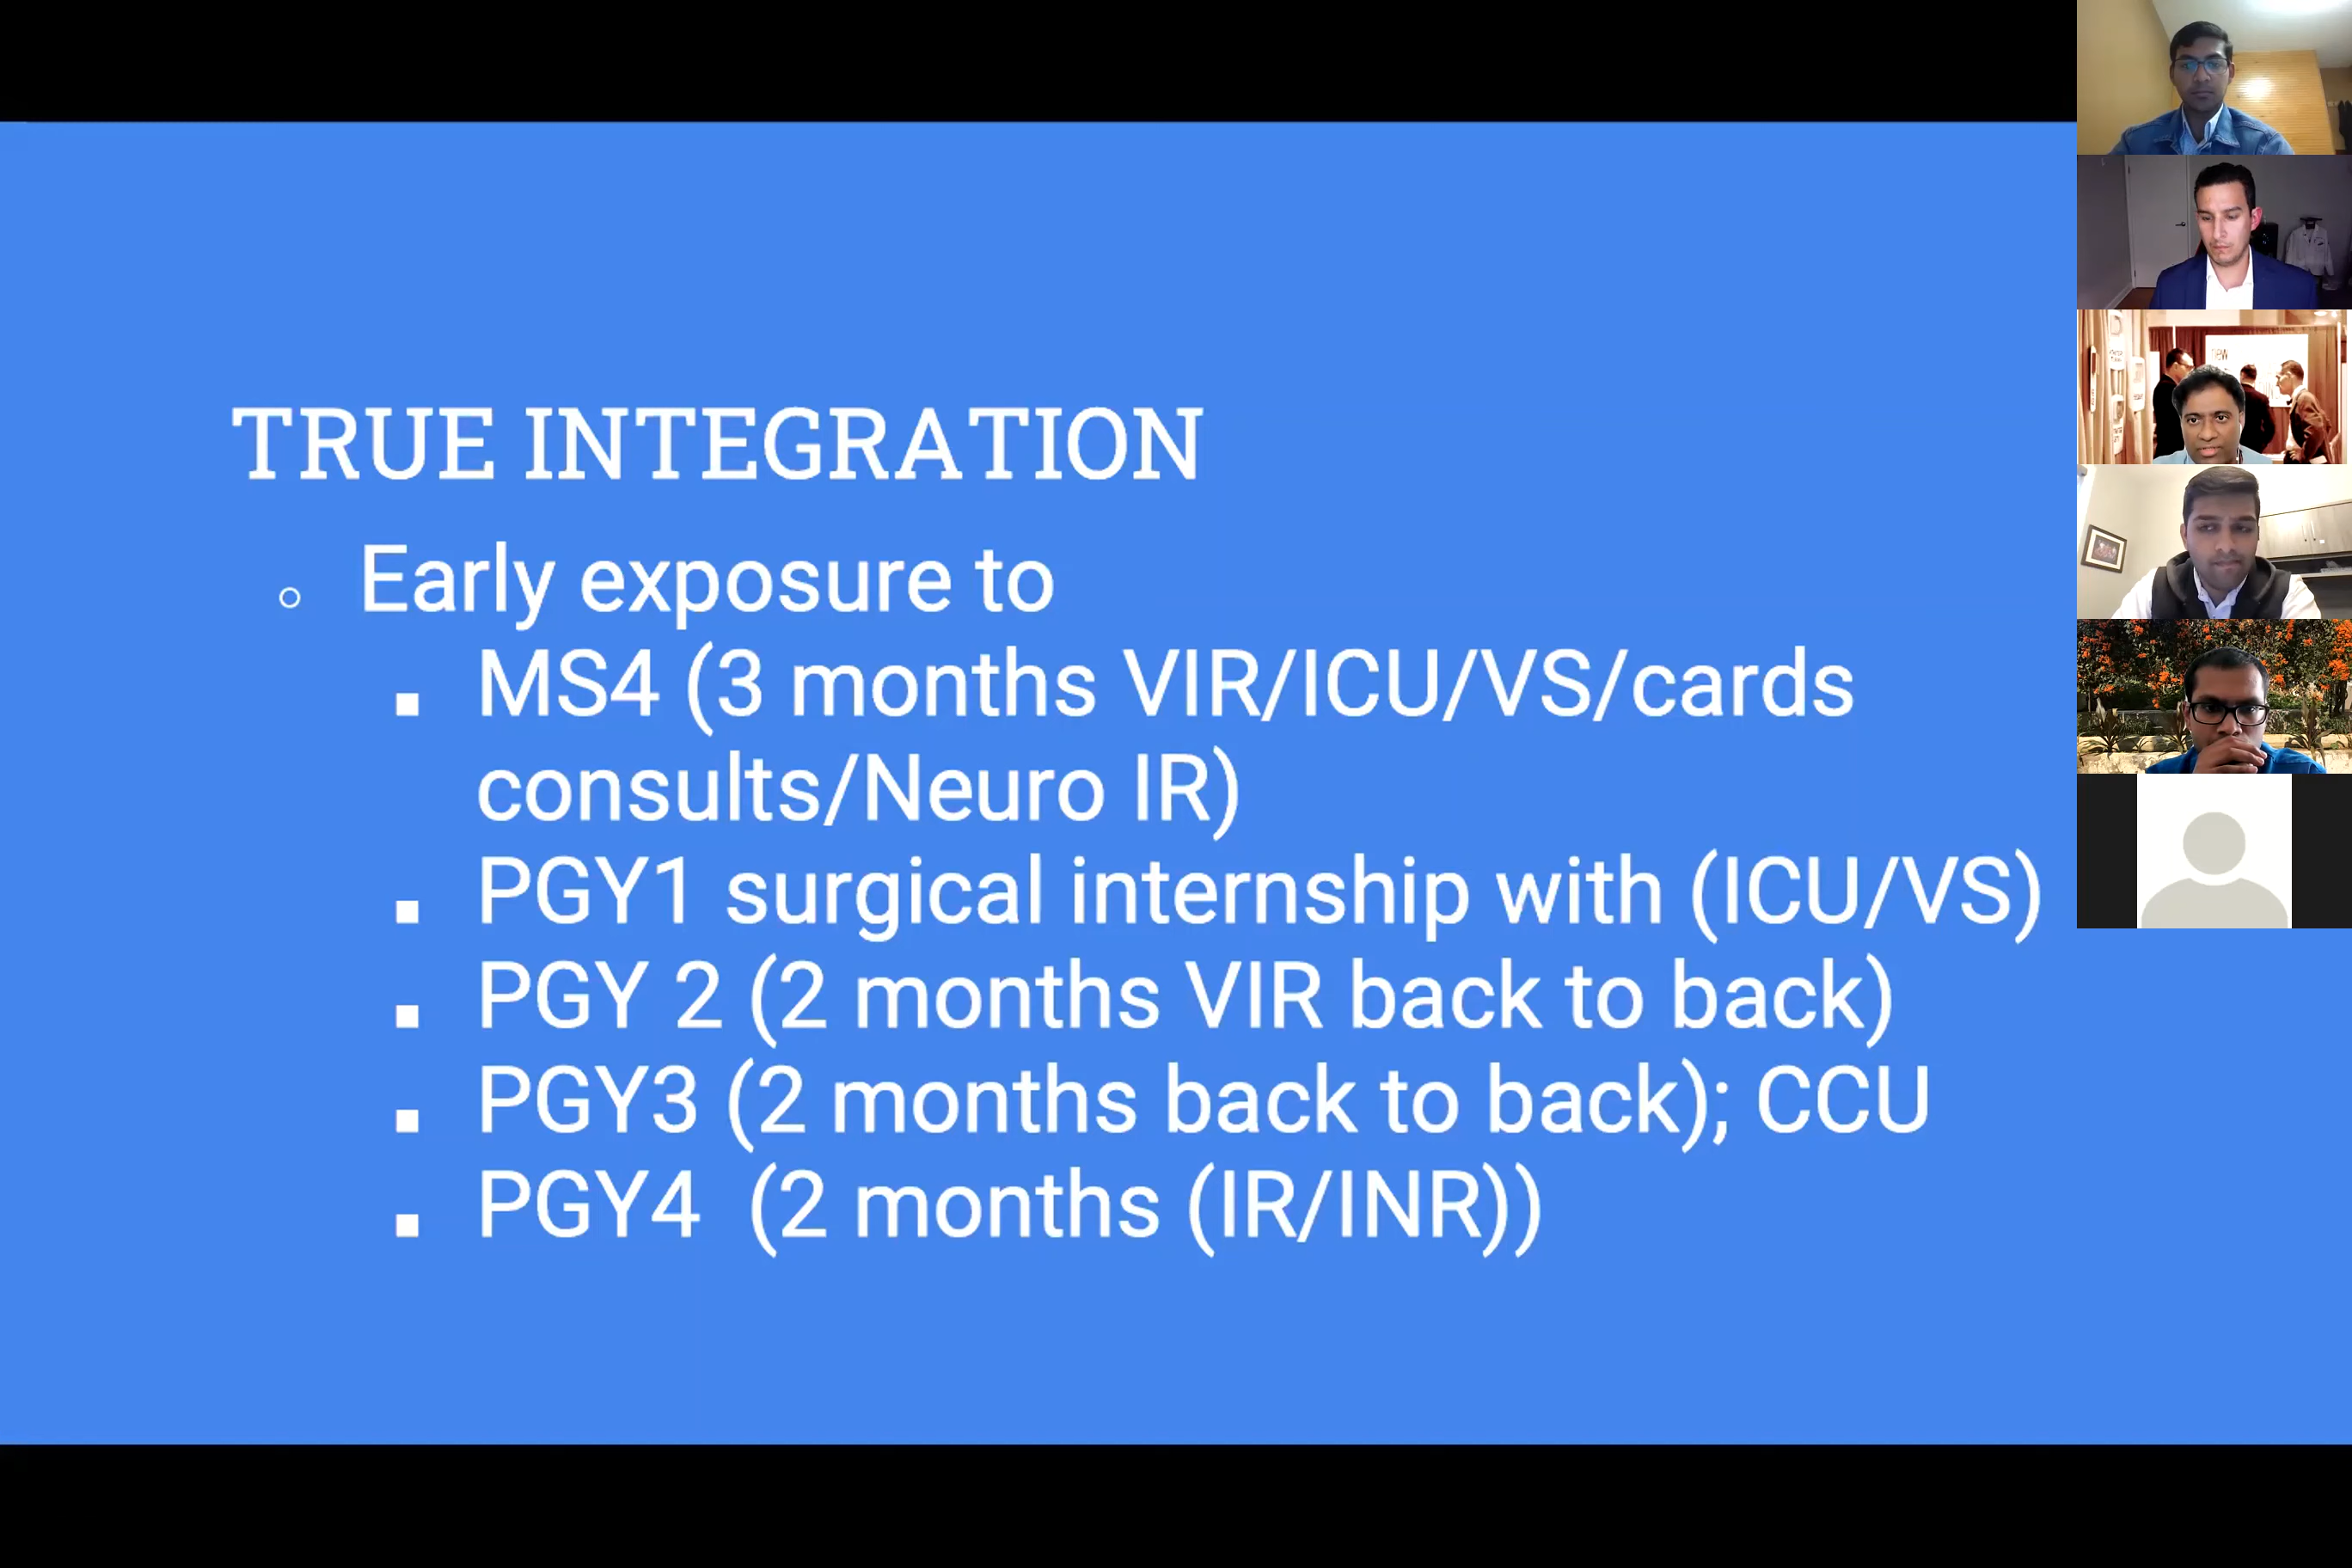 TRUE INTEGRATION
Early exposure to
MS4 (3 months VIR/ICU/VS/cards
consults/Neuro IR)
PGY1 surgical internship with (ICU/VS)
PGY 2 (2 months VIR back to back)
PGY3 (2 months back to back); CCU
PGY4 (2 months (IR/INR))